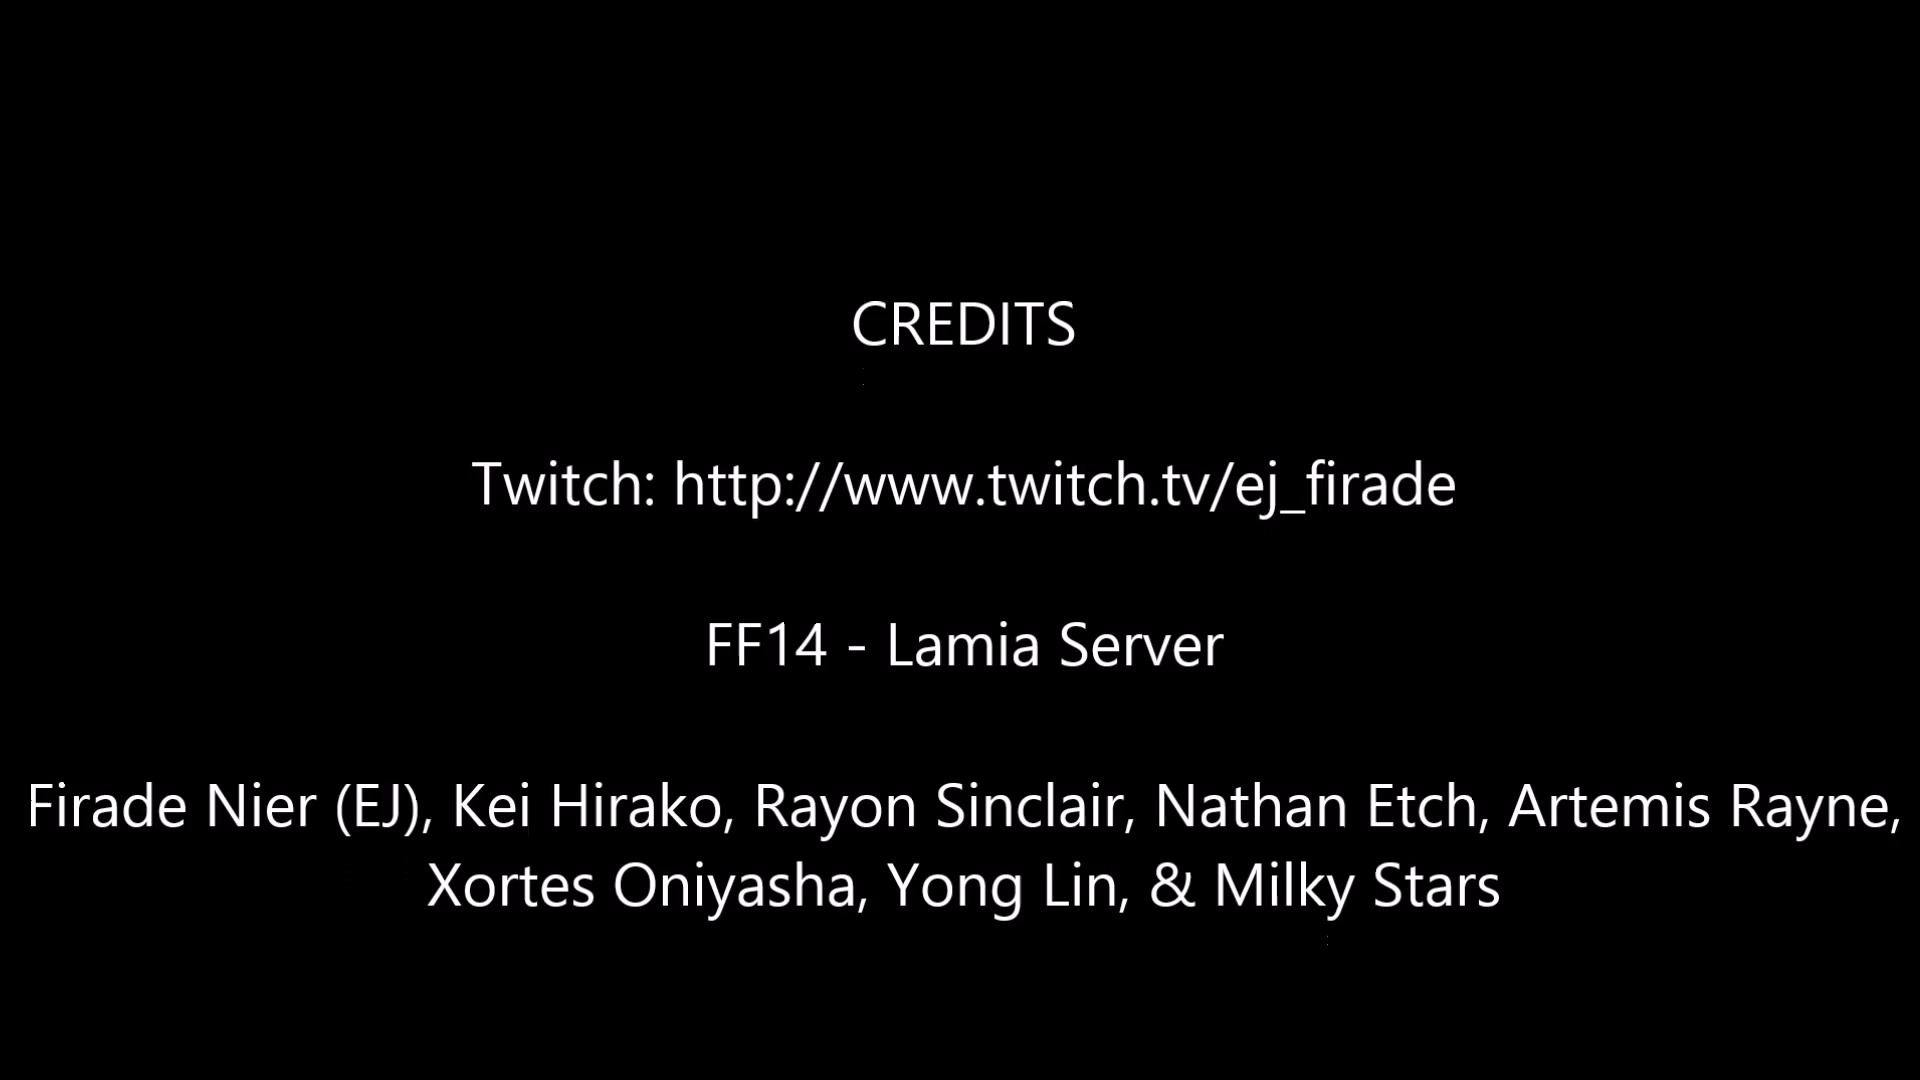 CREDITS
Twitch: http://www.twitch.tv/ej_firade
FF14 - Lamia Server
Firade Nier (EJ), Kei Hirako, Rayon Sinclair, Nathan Etch, Artemis Rayne,
Xortes Oniyasha, Yong Lin, & Milky Stars